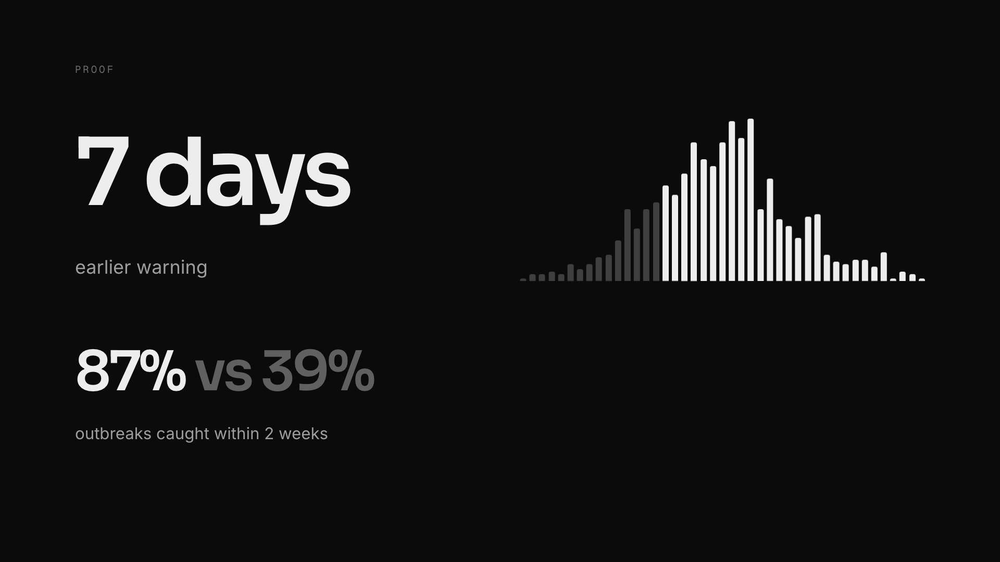 PROOF
7 days
earlier warning
87% vs 39%
outbreaks caught within 2 weeks